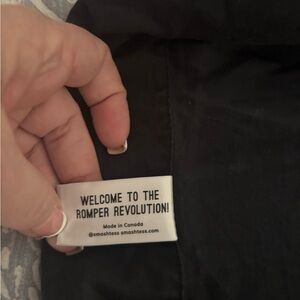 WELCOME TO THE
ROMPER REVOLUTION!
Made in Canada
@smashtess smashtess.com